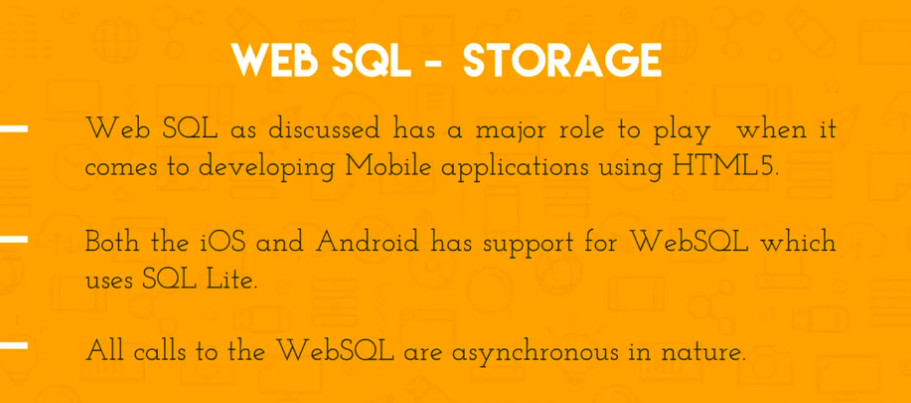 WEB SQL - STORAGE
Web SQL as discussed has a major role to play when it
comes to developing Mobile applications using HTML5.
Both the iOS and Android has support for WebSQL which
uses SQL Lite.
All calls to the WebSQL are asynchronous in nature.